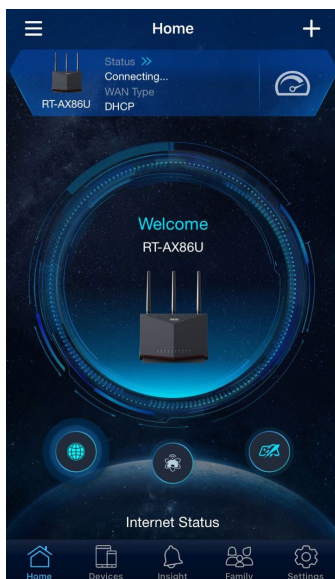 Home
Status >>
Connecting...
WAN Type
DHCP
RT-AX86U
Welcome
RT-AX86U
Internet Status
Home
Devices
Insight
Family
Settings